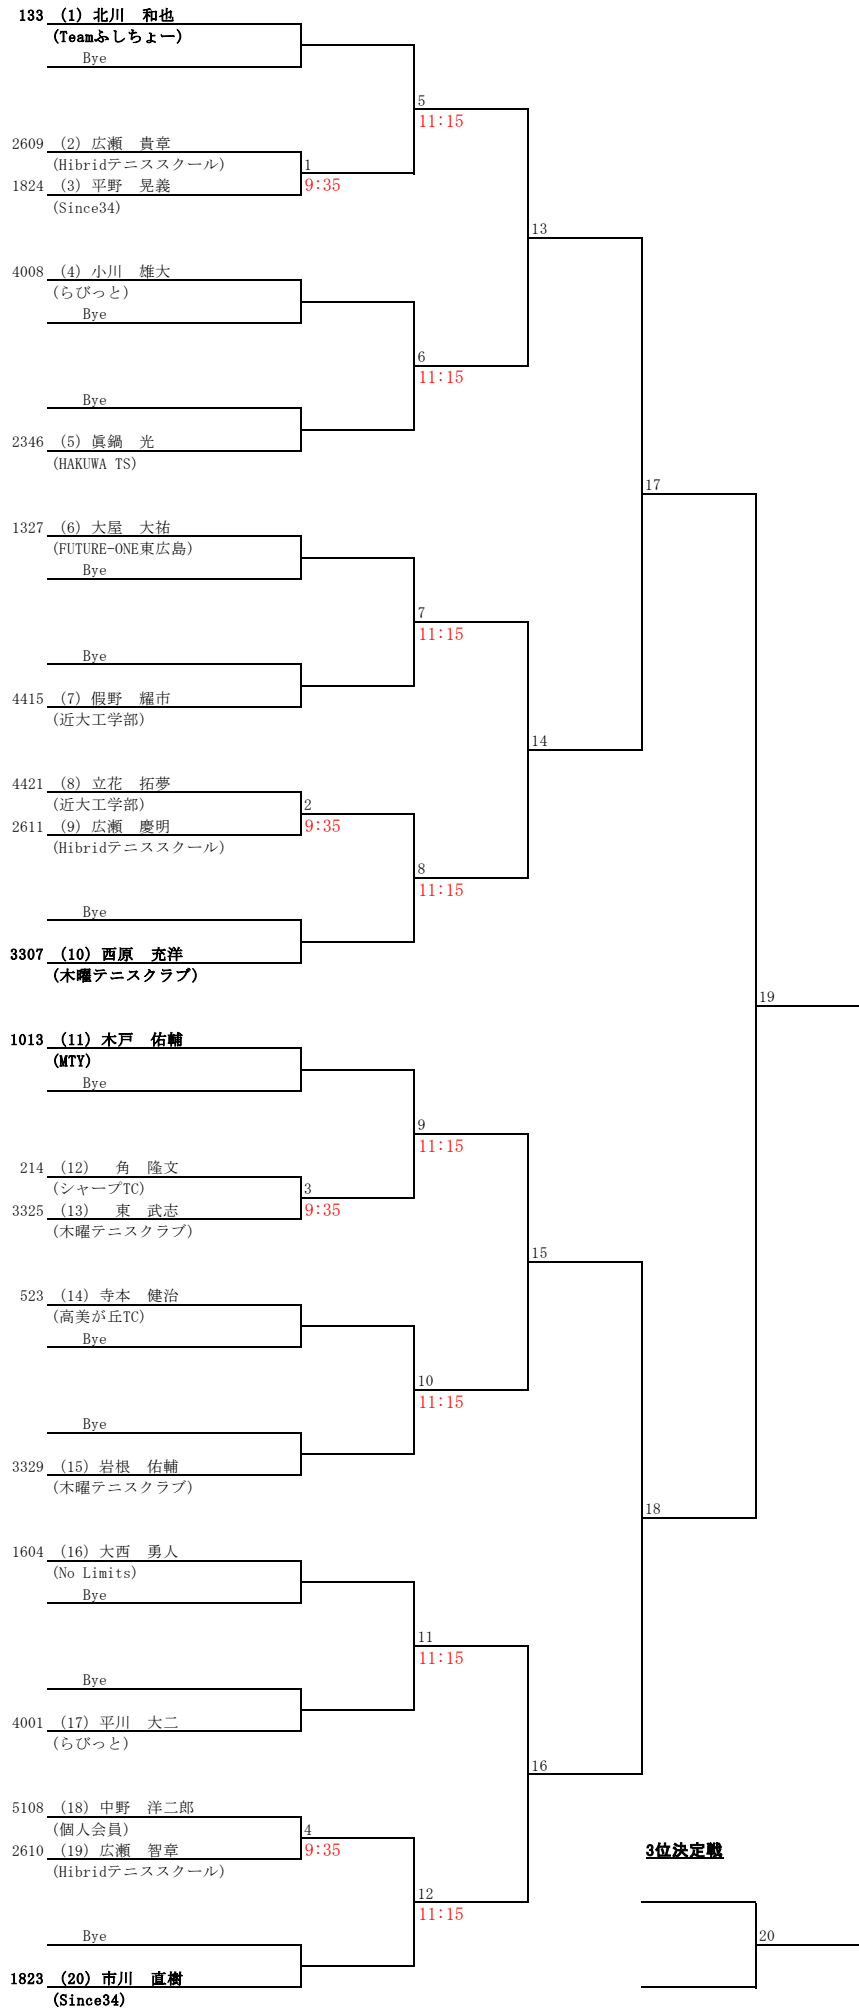 133 (1) 北川　和也
(Teamふしちょー)
Bye
5
11:15
2609 (2) 広瀬　貴章
(Hibridテニススクール)
1
1824 (3) 平野　晃義
9:35
(Since34)
13
4008 (4) 小川　雄大
(らびっと)
Bye
6
11:15
Bye
2346 (5) 眞鍋　光
(HAKUWA TS)
17
1327 (6) 大屋　大祐
(FUTURE-ONE東広島)
Bye
7
11:15
Bye
4415 (7) 假野　耀市
(近大工学部)
14
4421 (8) 立花　拓夢
(近大工学部)
2
2611 (9) 広瀬　慶明
9:35
(Hibridテニススクール)
8
11:15
Bye
3307 (10) 西原　充洋
(木曜テニスクラブ)
19
1013 (11) 木戸　佑輔
(MTY)
Bye
9
11:15
214 (12)　角　隆文
(シャープTC)
3
3325 (13)　東　武志
9:35
(木曜テニスクラブ)
15
523 (14) 寺本　健治
(高美が丘TC)
Bye
10
11:15
Bye
3329 (15) 岩根　佑輔
(木曜テニスクラブ)
18
1604 (16) 大西　勇人
(No Limits)
Bye
11
11:15
Bye
4001 (17) 平川　大二
(らびっと)
16
5108 (18) 中野　洋二郎
(個人会員)
4
2610 (19) 広瀬　智章
9:35
3位決定戦
(Hibridテニススクール)
12
11:15
Bye
20
1823 (20) 市川　直樹
(Since34)